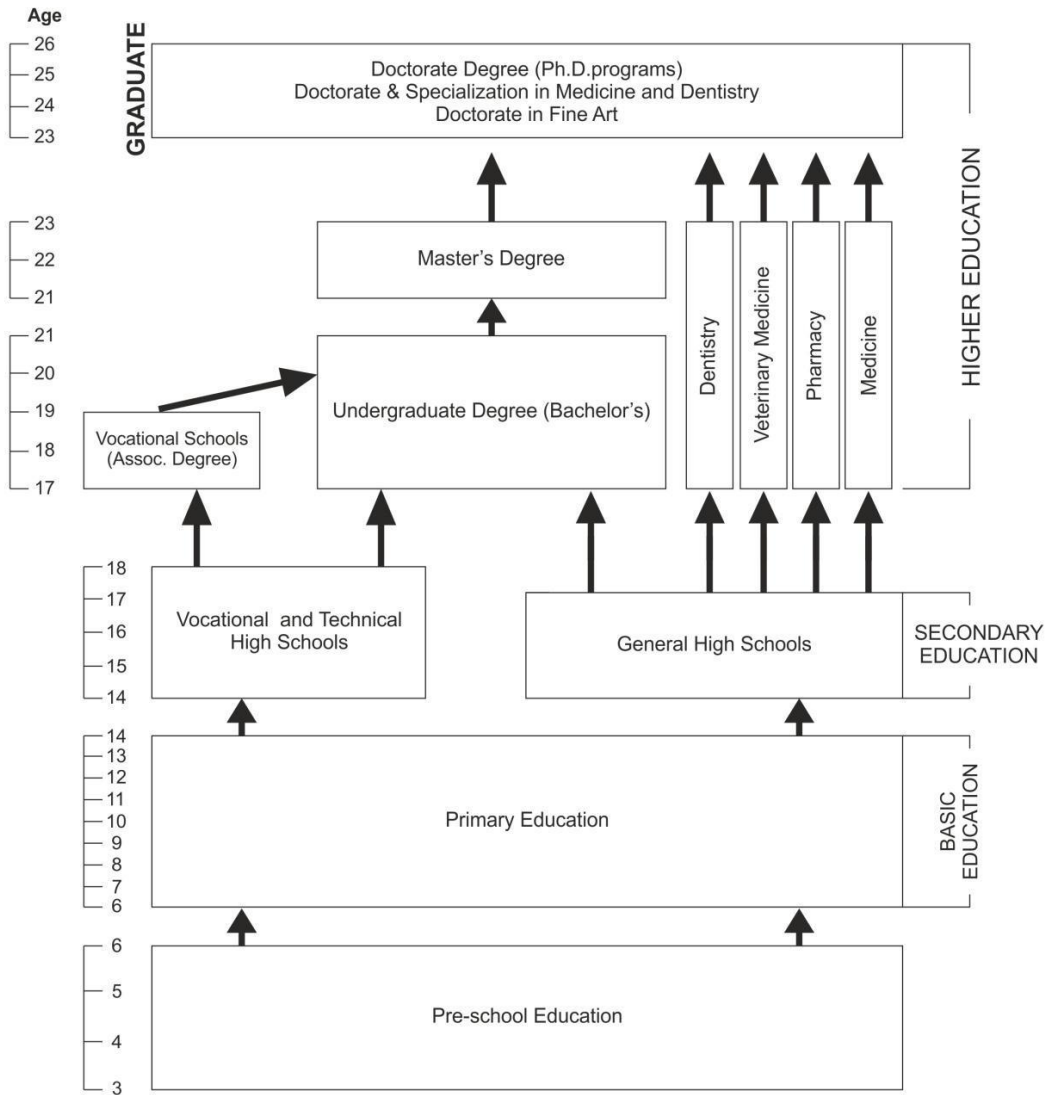 Age
26
25
24
23
GRADUATE
Doctorate Degree (Ph.D.programs)
Doctorate & Specialization in Medicine and Dentistry
Doctorate in Fine Art
HIGHER EDUCATION
23
22
21
Master's Degree
21
20
19
18
17
Undergraduate Degree (Bachelor's)
Vocational Schools
(Assoc. Degree)
Dentistry
Veterinary Medicine
Pharmacy
Medicine
18
17
16
15
14
Vocational and Technical
High Schools
General High Schools
SECONDARY
EDUCATION
14
13
12
11
10
9
8
7
6
Primary Education
BASIC
EDUCATION
6
5
4
3
Pre-school Education